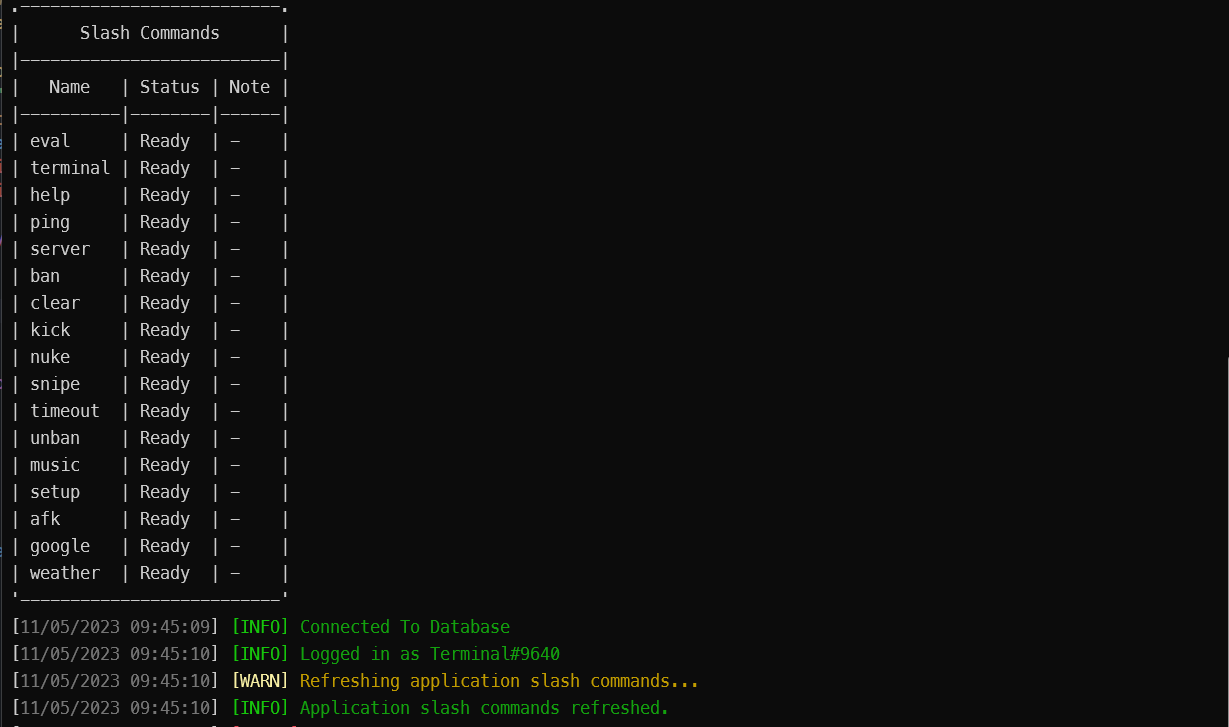 .--------------------------.
|      Slash Commands      |
|--------------------------|
|   Name   | Status | Note |
|----------|--------|------|
| eval     | Ready  | -    |
| terminal | Ready  | -    |
| help     | Ready  | -    |
| ping     | Ready  | -    |
| server   | Ready  | -    |
| ban      | Ready  | -    |
| clear    | Ready  | -    |
| kick     | Ready  | -    |
| nuke     | Ready  | -    |
| snipe    | Ready  | -    |
| timeout  | Ready  | -    |
| unban    | Ready  | -    |
| music    | Ready  | -    |
| setup    | Ready  | -    |
| afk      | Ready  | -    |
| google   | Ready  | -    |
| weather  | Ready  | -    |
'--------------------------'
[11/05/2023 09:45:09] [INFO] Connected To Database
[11/05/2023 09:45:10] [INFO] Logged in as Terminal#9640
[11/05/2023 09:45:10] [WARN] Refreshing application slash commands...
[11/05/2023 09:45:10] [INFO] Application slash commands refreshed.